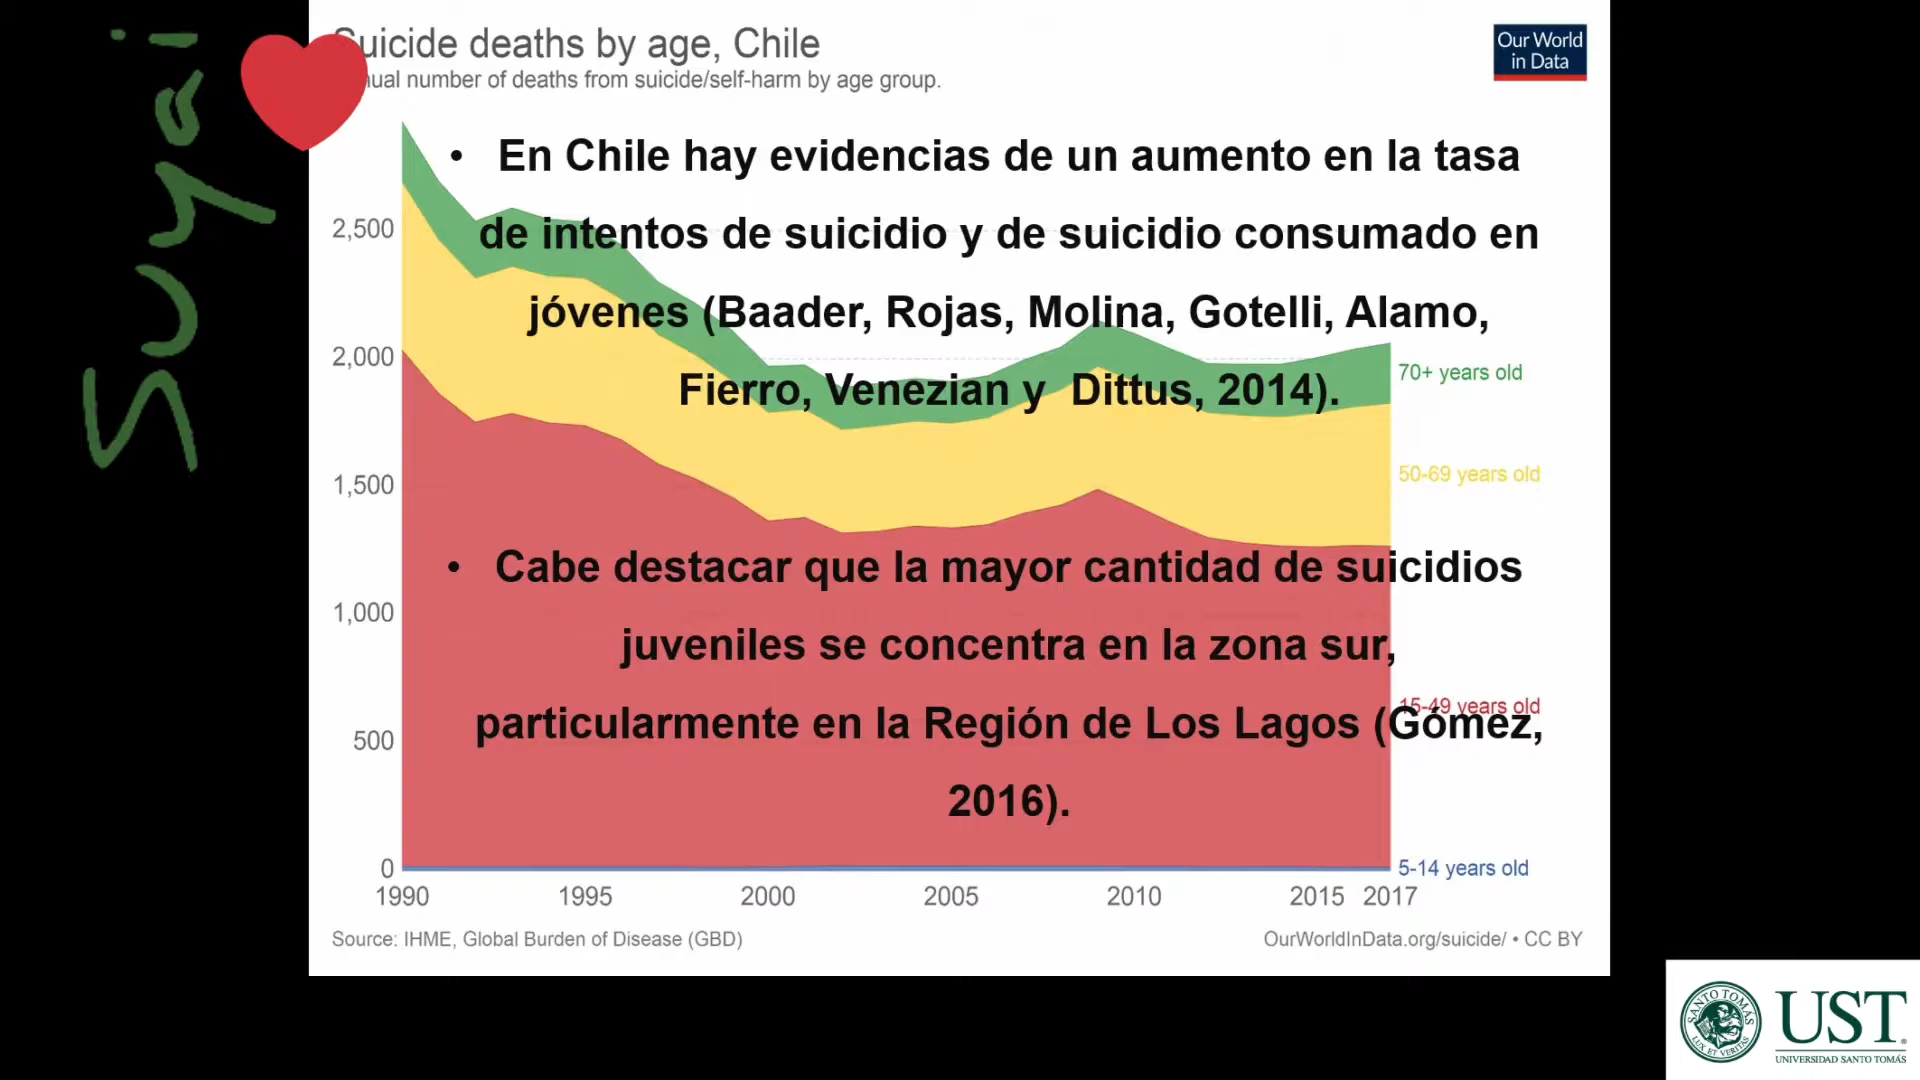 Suyai
uicide deaths by age, Chile
ual number of deaths from suicide/self-harm by age group.
Our World
in Data
• En Chile hay evidencias de un aumento en la tasa
de intentos de suicidio y de suicidio consumado en
jóvenes (Baader, Rojas, Molina, Gotelli, Alamo,
Fierro, Venezian y Dittus, 2014).
• Cabe destacar que la mayor cantidad de suicidios
juveniles se concentra en la zona sur,
particularmente en la Región de Los Lagos (Gómez,
2016).
2,500
2,000
1,500
1,000
500
0
70+ years old
50-69 years old
15-49 years old
5-14 years old
1990 1995 2000 2005 2010 2015 2017
Source: IHME, Global Burden of Disease (GBD)
OurWorldInData.org/suicide/ • CC BY
SANTO TOMÁS
LUX ET VERITAS
UST
UNIVERSIDAD SANTO TOMÁS